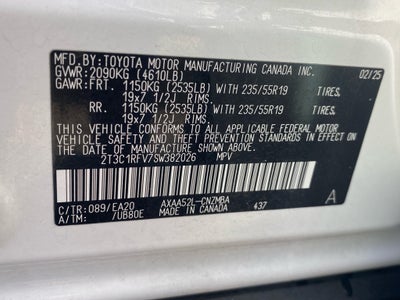 MFD.BY:TOYOTA MOTOR MANUFACTURING CANADA INC.
GVWR:2090KG (4610LB) 02/25
GAWR:FRT. 1150KG (2535LB) WITH 235/55R19 TIRES,
19x7 1/2J RIMS.
RR. 1150KG (2535LB) WITH 235/55R19 TIRES,
19x7 1/2J RIMS.
THIS VEHICLE CONFORMS TO ALL APPLICABLE FEDERAL MOTOR
VEHICLE SAFETY STANDARDS IN EFFECT ON THE DATE OF
MANUFACTURE SHOWN ABOVE.
2T3C1RFV7SW382026 MPV
C/TR:089/EA20 AXAA52L-CNZMBA 437 A
A/TM: 7UB80E MADE IN CANADA